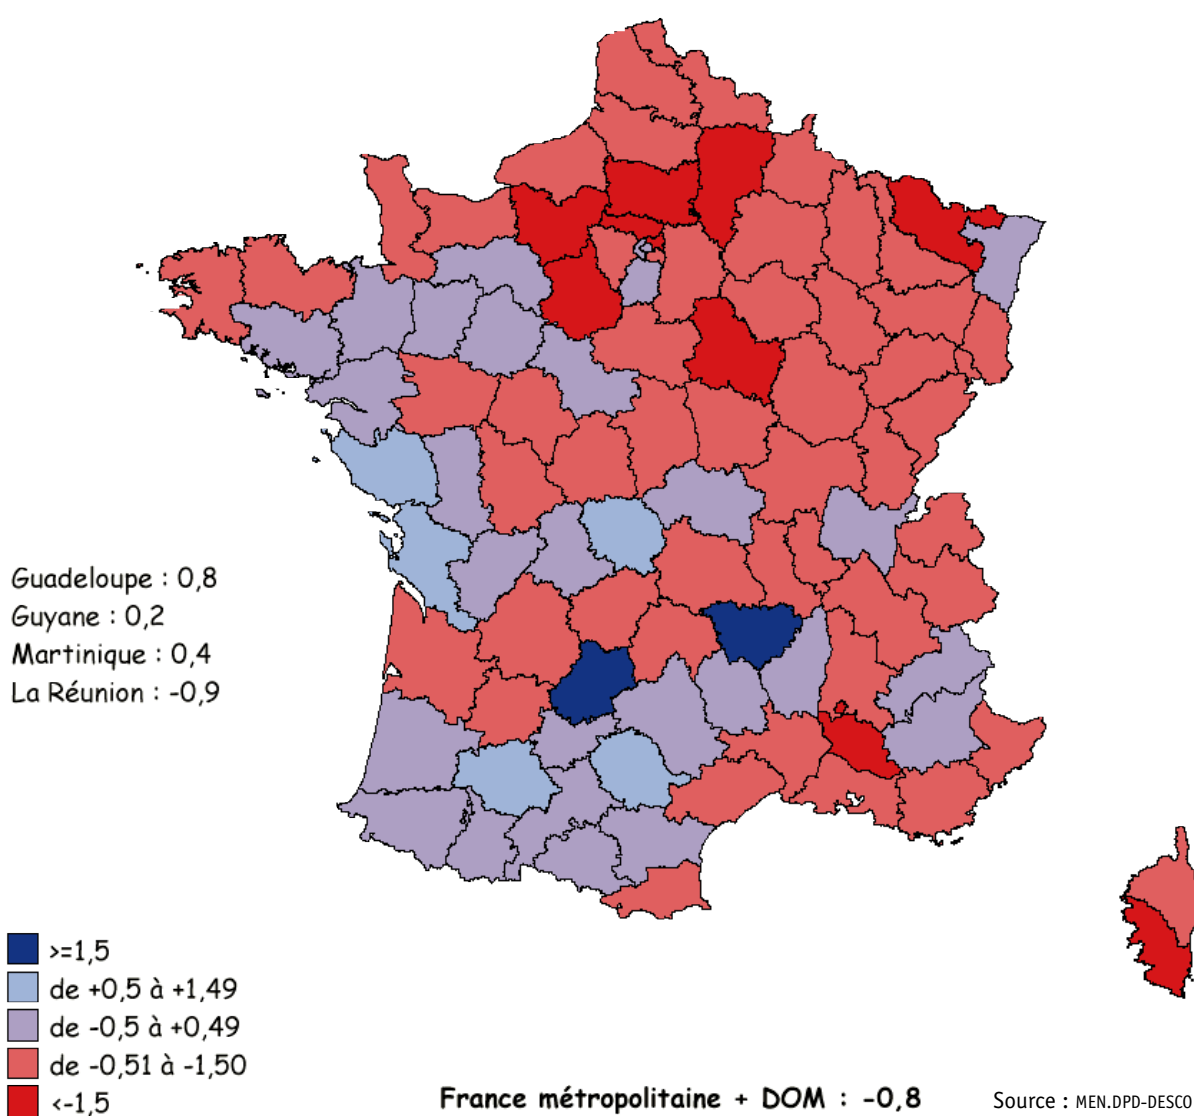 Guadeloupe : 0,8
Guyane : 0,2
Martinique : 0,4
La Réunion : -0,9
>=1,5
de +0,5 à +1,49
de -0,5 à +0,49
de -0,51 à -1,50
<-1,5
France métropolitaine + DOM : -0,8
Source : MEN.DPD-DESCO